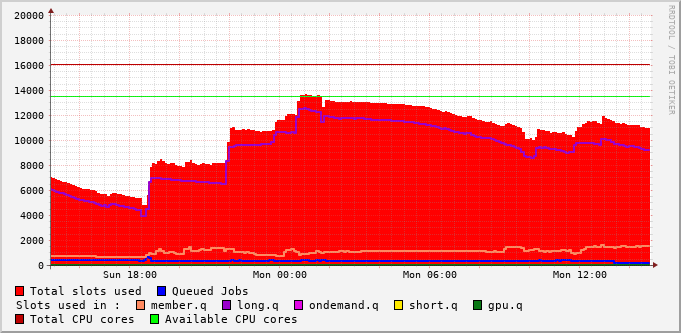 RRDTOOL / TOBI OETIKER
20000
18000
16000
14000
12000
10000
8000
6000
4000
2000
0
Sun 18:00 Mon 00:00 Mon 06:00 Mon 12:00
Total slots used Queued Jobs
Slots used in : member.q long.q ondemand.q short.q gpu.q
Total CPU cores Available CPU cores